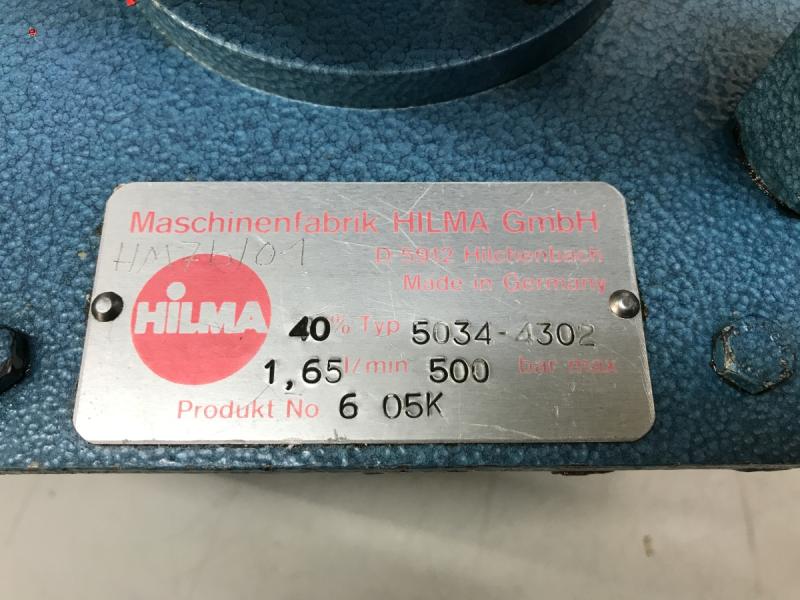 Maschinenfabrik HILMA GmbH
D-5912 Hilchenbach
Made in Germany
HILMA
40% Typ 5034-4302
1,65 l/min 500 bar max
Produkt No 6 05K